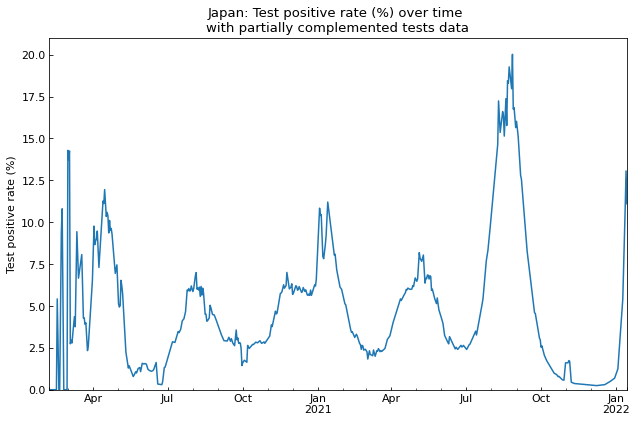 Japan: Test positive rate (%) over time
with partially complemented tests data
Test positive rate (%)
20.0
17.5
15.0
12.5
10.0
7.5
5.0
2.5
0.0
Apr Jul Oct Jan Apr Jul Oct Jan
2021 2022